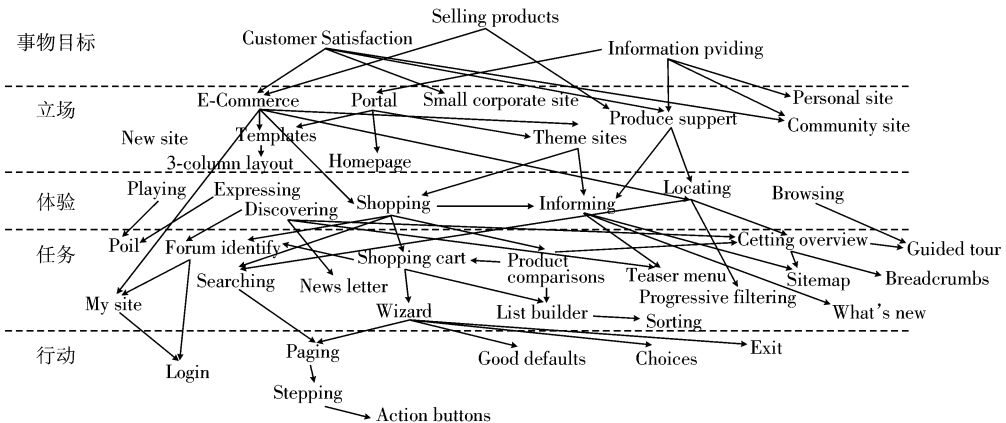 Selling products
事物目标
Customer Satisfaction
Information pviding
立场
E-Commerce
Portal
Small corporate site
Personal site
Produce support
Community site
New site
Templates
Theme sites
3-column layout
Homepage
体验
Playing
Expressing
Discovering
Shopping
Informing
Locating
Browsing
任务
Poil
Forum identify
Shopping cart
Product
comparisons
Cetting overview
Guided tour
Searching
News letter
Teaser menu
Sitemap
Breadcrumbs
Progressive filtering
My site
Wizard
List builder
Sorting
What's new
行动
Paging
Good defaults
Choices
Exit
Login
Stepping
Action buttons